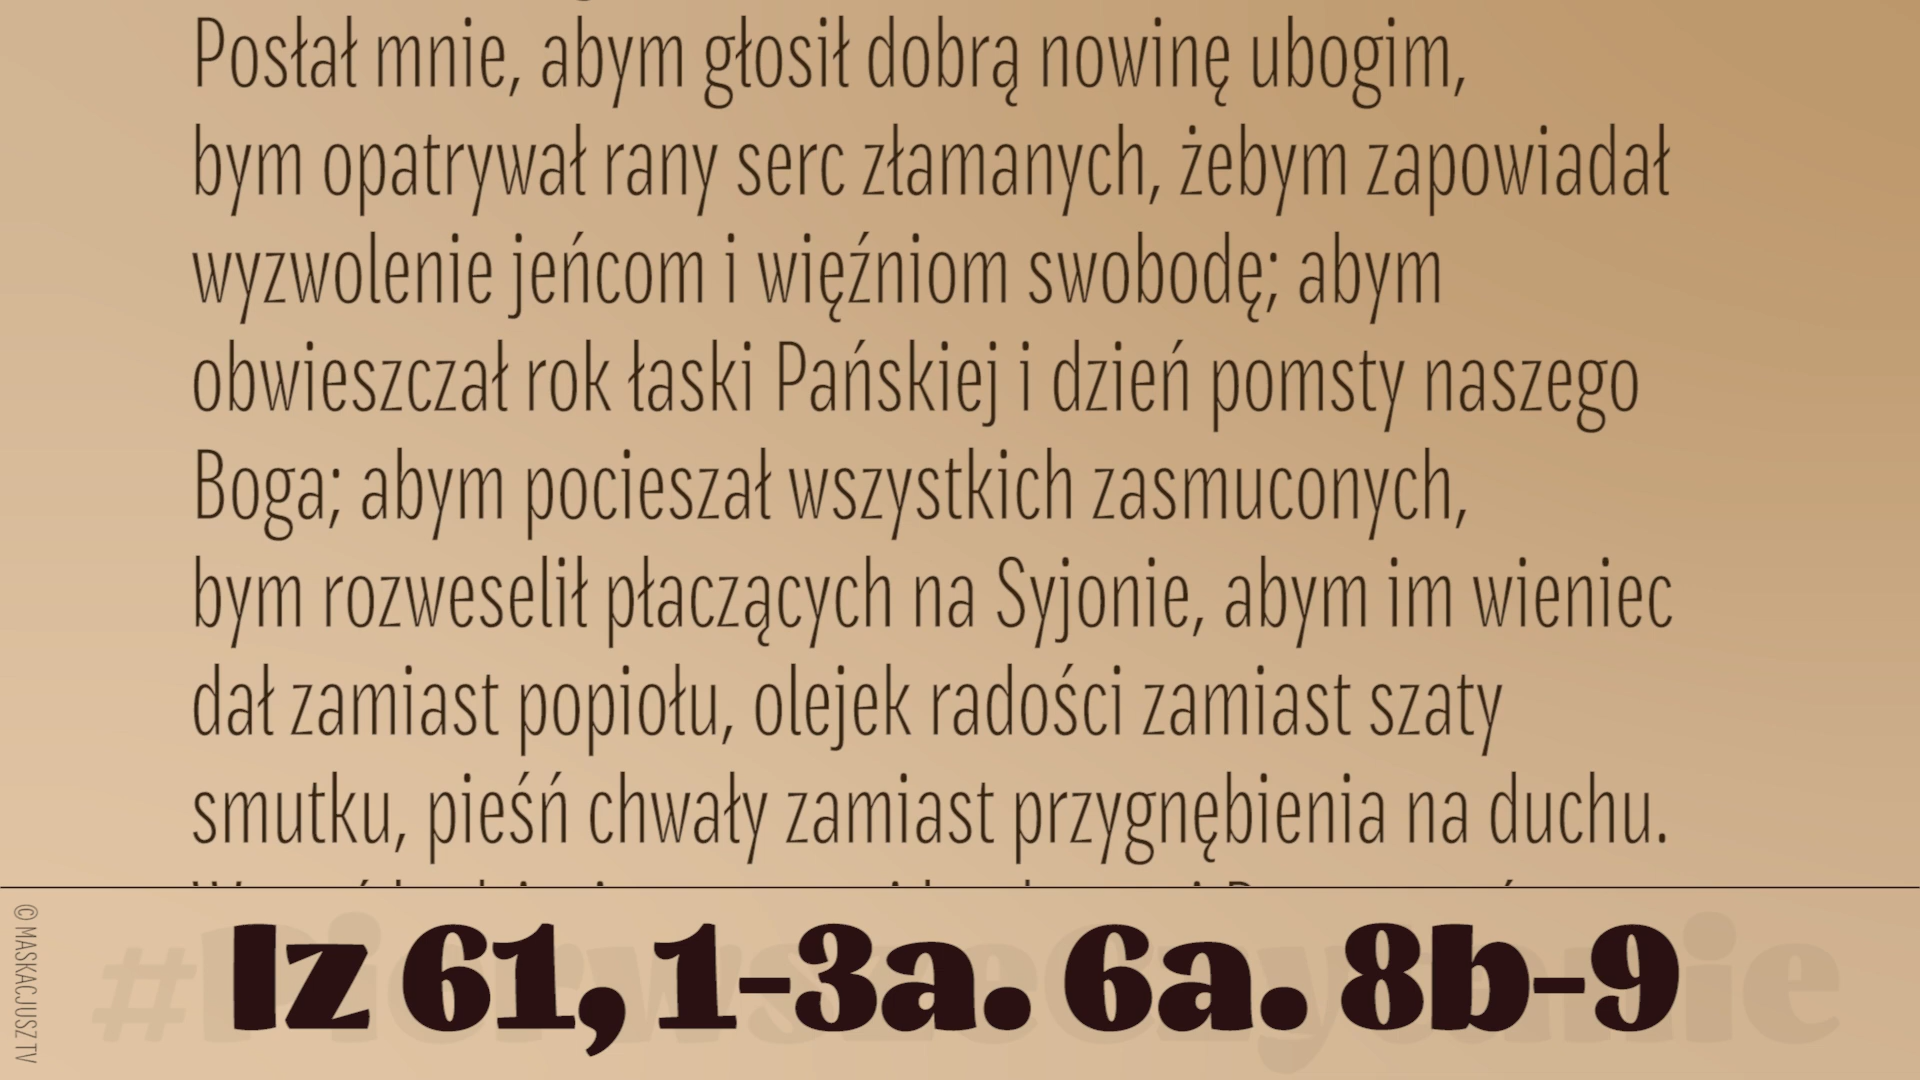 Posłał mnie, abym głosił dobrą nowinę ubogim,
bym opatrywał rany serc złamanych, żebym zapowiadał
wyzwolenie jeńcom i więźniom swobodę; abym
obwieszczał rok łaski Pańskiej i dzień pomsty naszego
Boga; abym pocieszał wszystkich zasmuconych,
bym rozweselił płaczących na Syjonie, abym im wieniec
dał zamiast popiołu, olejek radości zamiast szaty
smutku, pieśń chwały zamiast przygnębienia na duchu.
#PierwszeCzytanie
Iz 61, 1-3a. 6a. 8b-9
© MASKACJUSZ TV